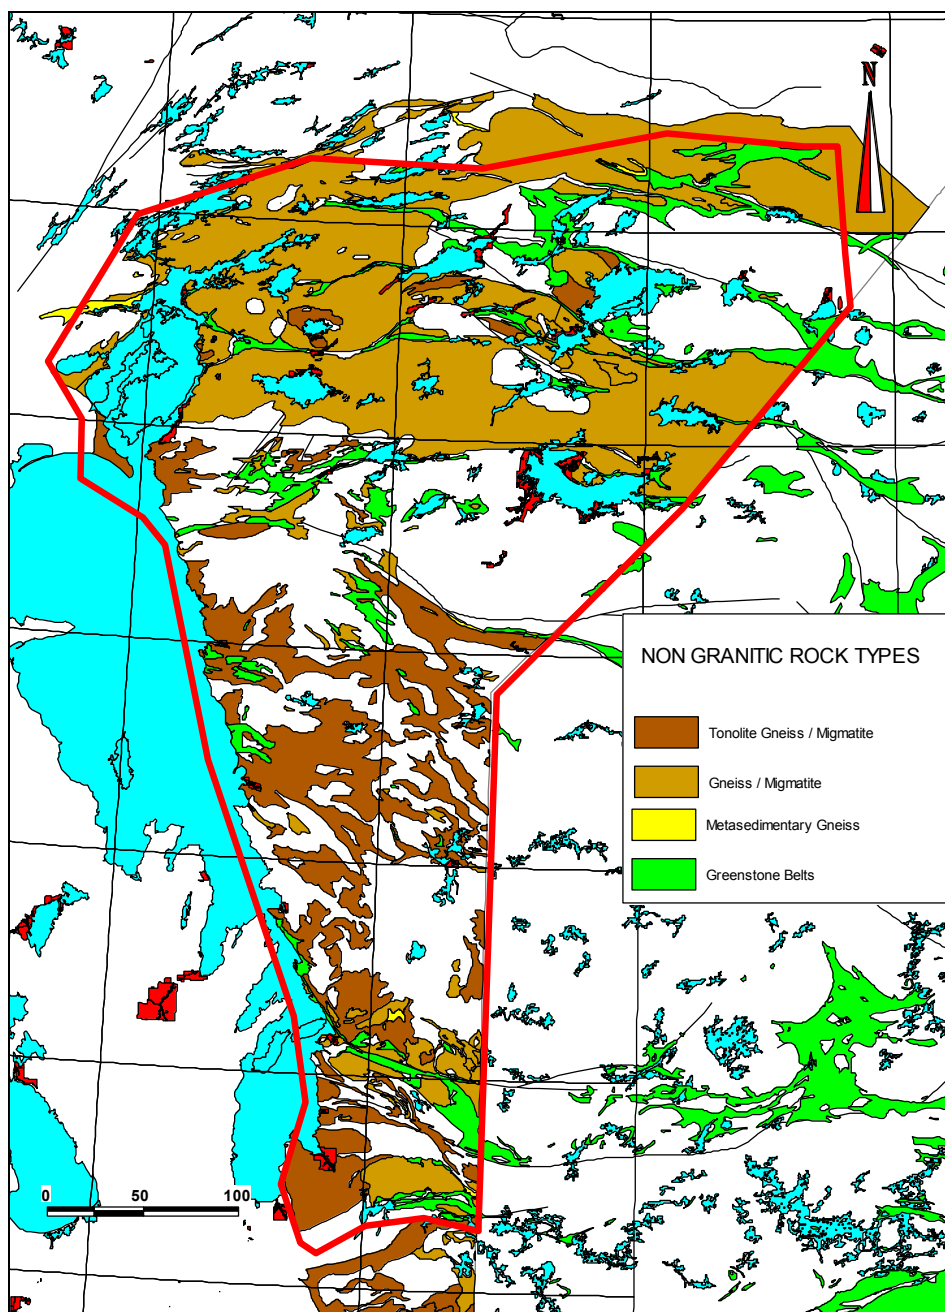 N
NON GRANITIC ROCK TYPES
Tonolite Gneiss / Migmatite
Gneiss / Migmatite
Metasedimentary Gneiss
Greenstone Belts
0 50 100